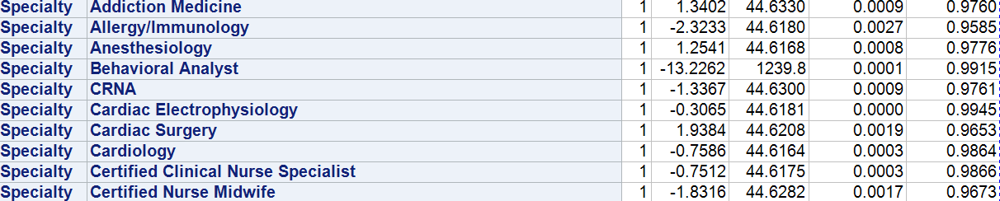 Specialty Addiction Medicine 1 1.3402 44.6330 0.0009 0.9760
Specialty Allergy/Immunology 1 -2.3233 44.6180 0.0027 0.9585
Specialty Anesthesiology 1 1.2541 44.6168 0.0008 0.9776
Specialty Behavioral Analyst 1 -13.2262 1239.8 0.0001 0.9915
Specialty CRNA 1 -1.3367 44.6300 0.0009 0.9761
Specialty Cardiac Electrophysiology 1 -0.3065 44.6181 0.0000 0.9945
Specialty Cardiac Surgery 1 1.9384 44.6208 0.0019 0.9653
Specialty Cardiology 1 -0.7586 44.6164 0.0003 0.9864
Specialty Certified Clinical Nurse Specialist 1 -0.7512 44.6175 0.0003 0.9866
Specialty Certified Nurse Midwife 1 -1.8316 44.6282 0.0017 0.9673